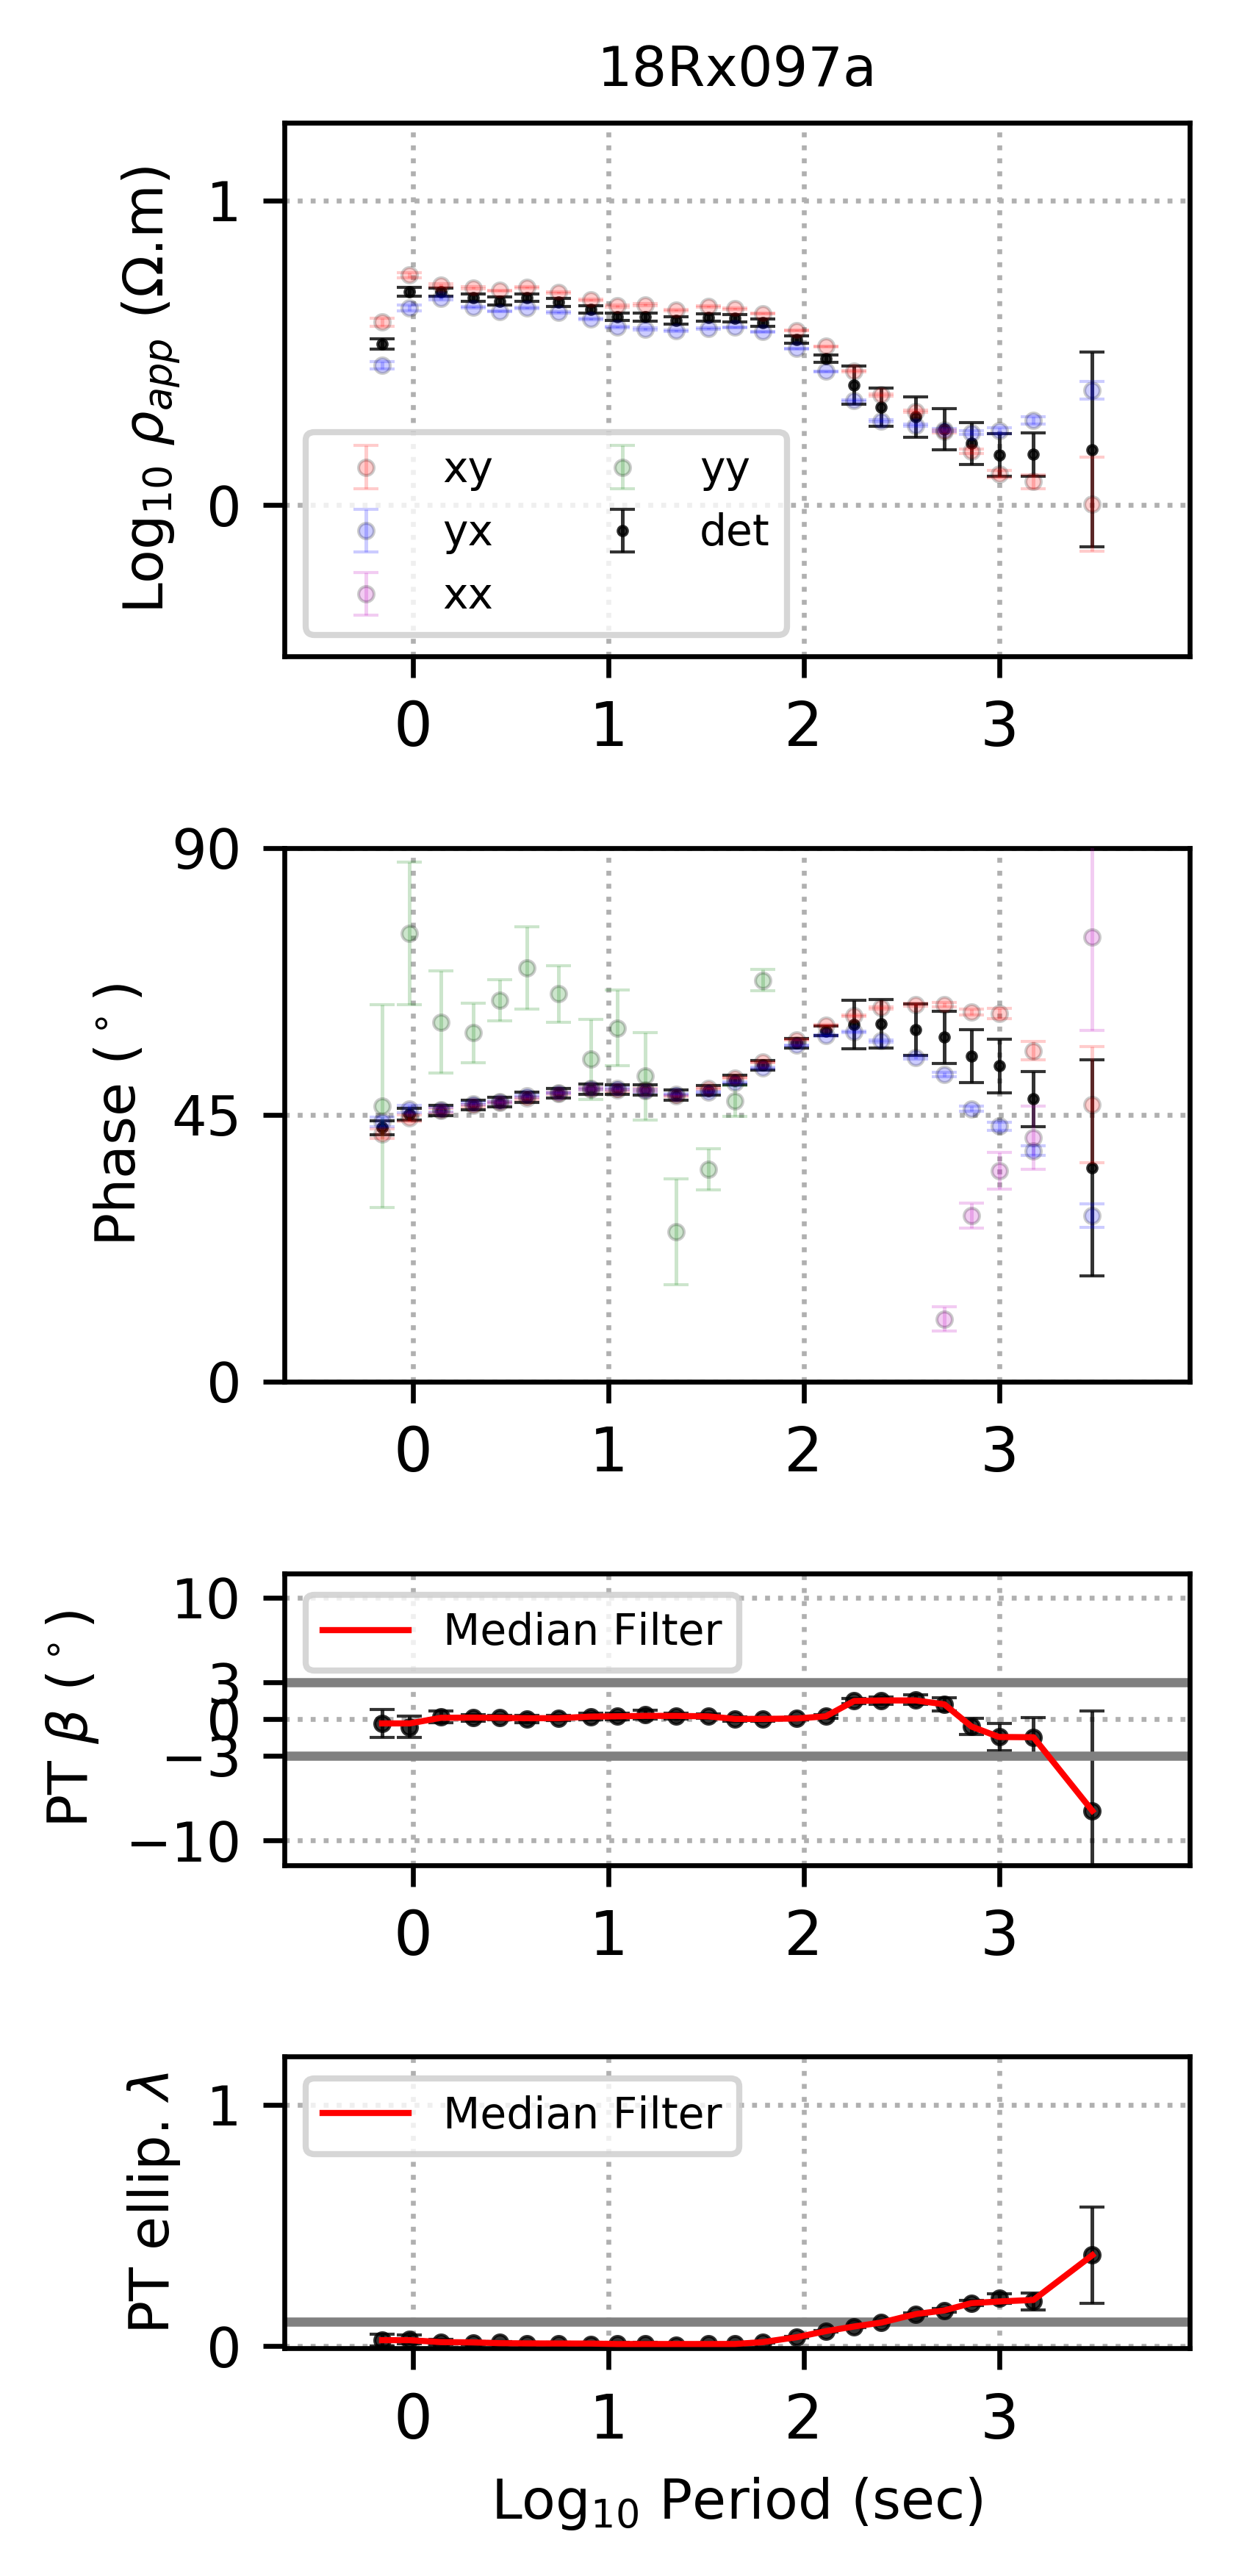 18Rx097a
Log10 ρapp (Ω.m)
1
0
xy
yy
yx
det
xx
0 1 2 3
Phase (°)
90
45
0
0 1 2 3
PT β (°)
10
3
0
−3
−10
Median Filter
0 1 2 3
PT ellip. λ
1
0
Median Filter
0 1 2 3
Log10 Period (sec)